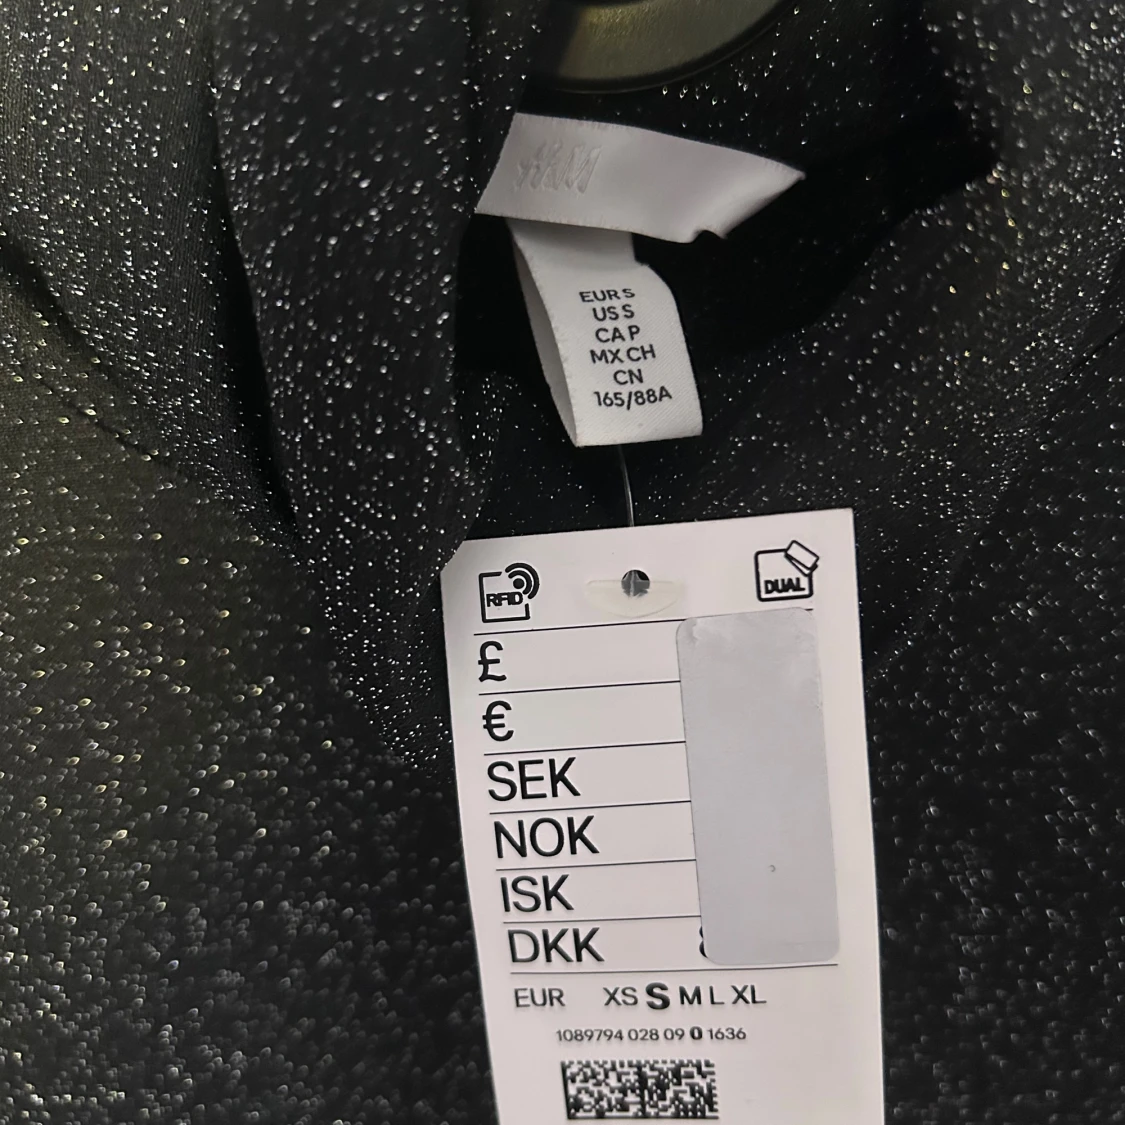 H&M
EUR S
US S
CA P
MX CH
CN
165/88A
RFID
DUAL
£
€
SEK
NOK
ISK
DKK
EUR XS S M L XL
1089794 028 09 0 1636